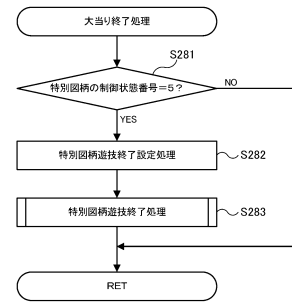 大当り終了処理
S281
特別図柄の制御状態番号=5?
NO
YES
特別図柄遊技終了設定処理
S282
特別図柄遊技終了処理
S283
RET